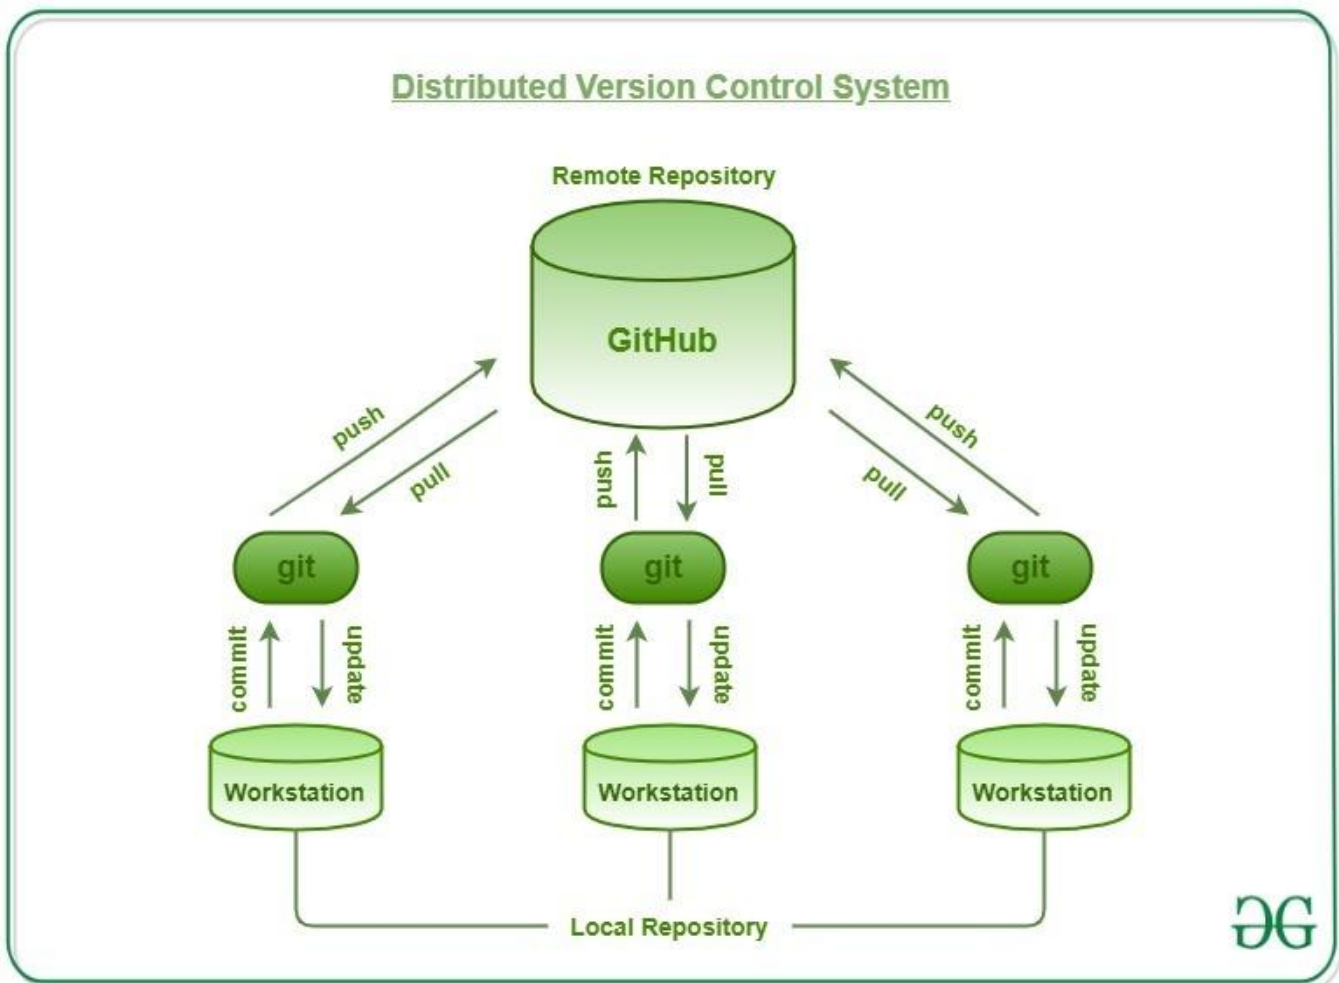 Distributed Version Control System
Remote Repository
GitHub
push
pull
push
pull
push
pull
git
git
git
commit
update
commit
update
commit
update
Workstation
Workstation
Workstation
Local Repository